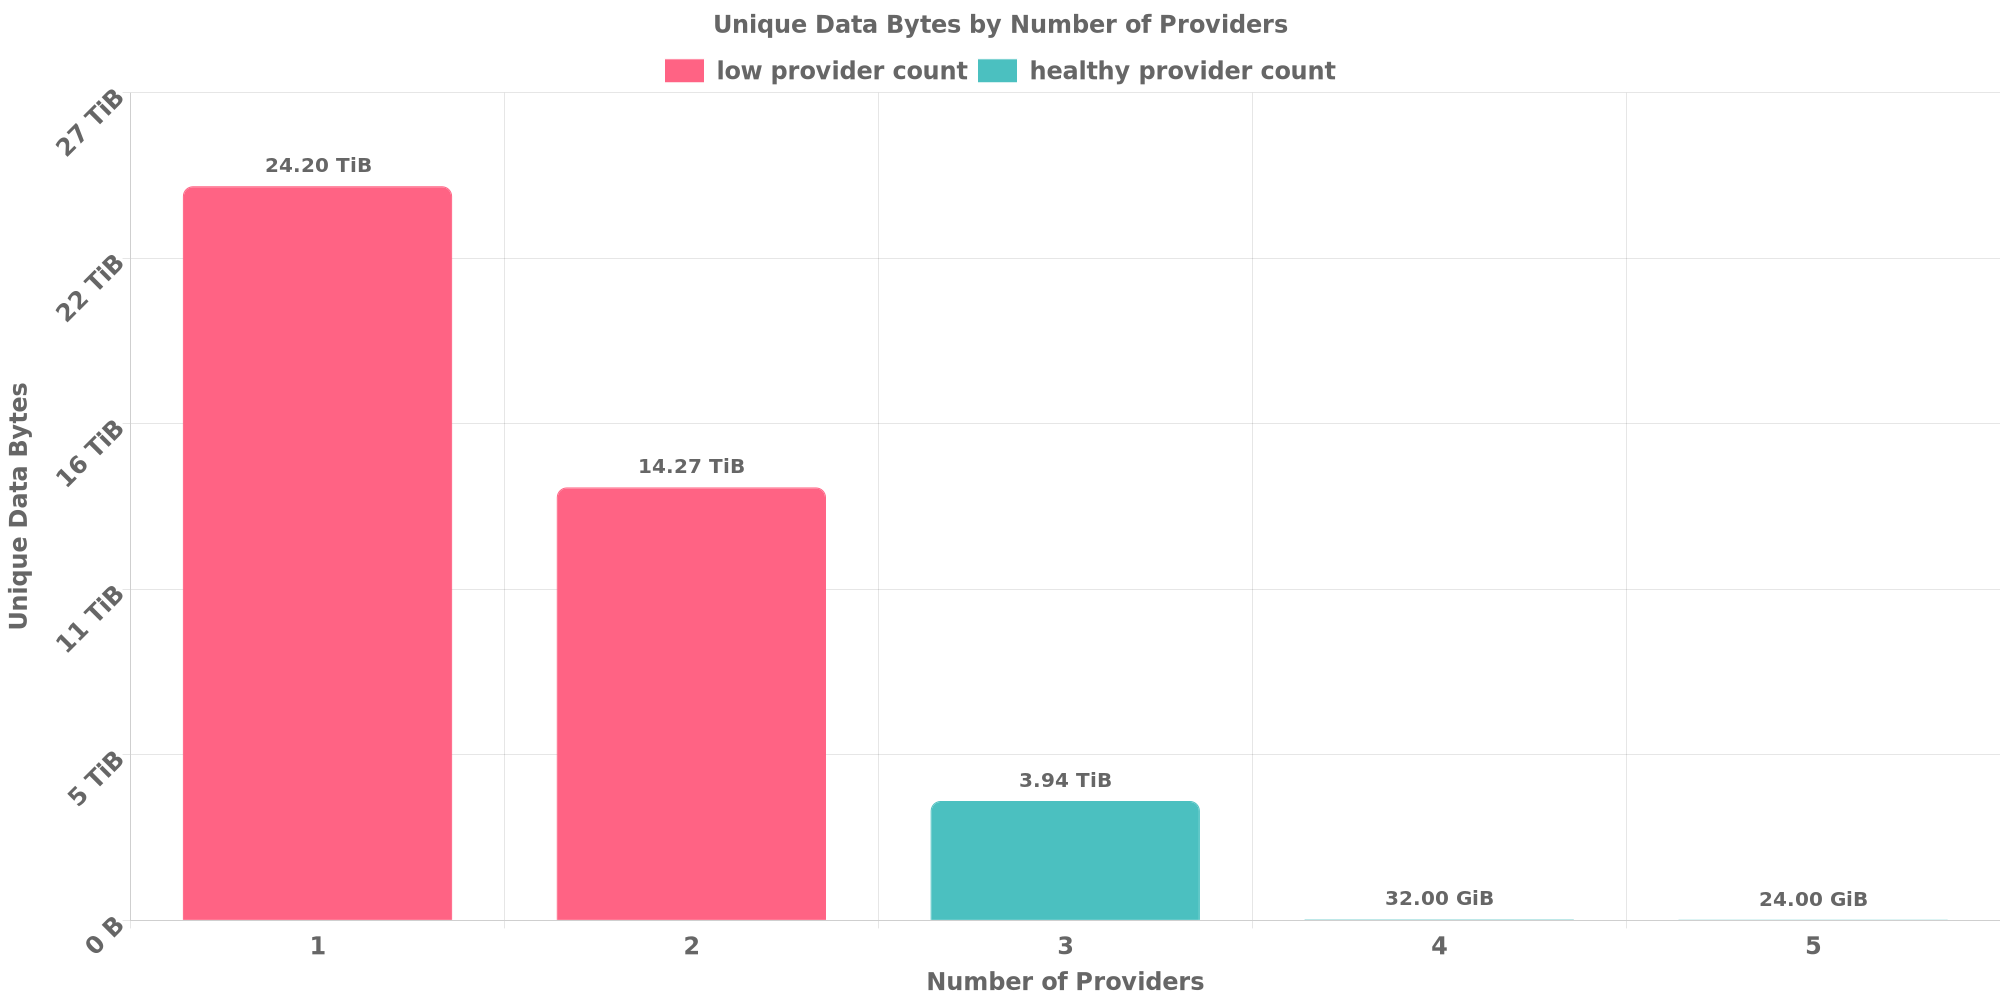 Unique Data Bytes by Number of Providers
low provider count
healthy provider count
27 TiB
22 TiB
16 TiB
11 TiB
5 TiB
0 B
Unique Data Bytes
24.20 TiB
14.27 TiB
3.94 TiB
32.00 GiB
24.00 GiB
1
2
3
4
5
Number of Providers